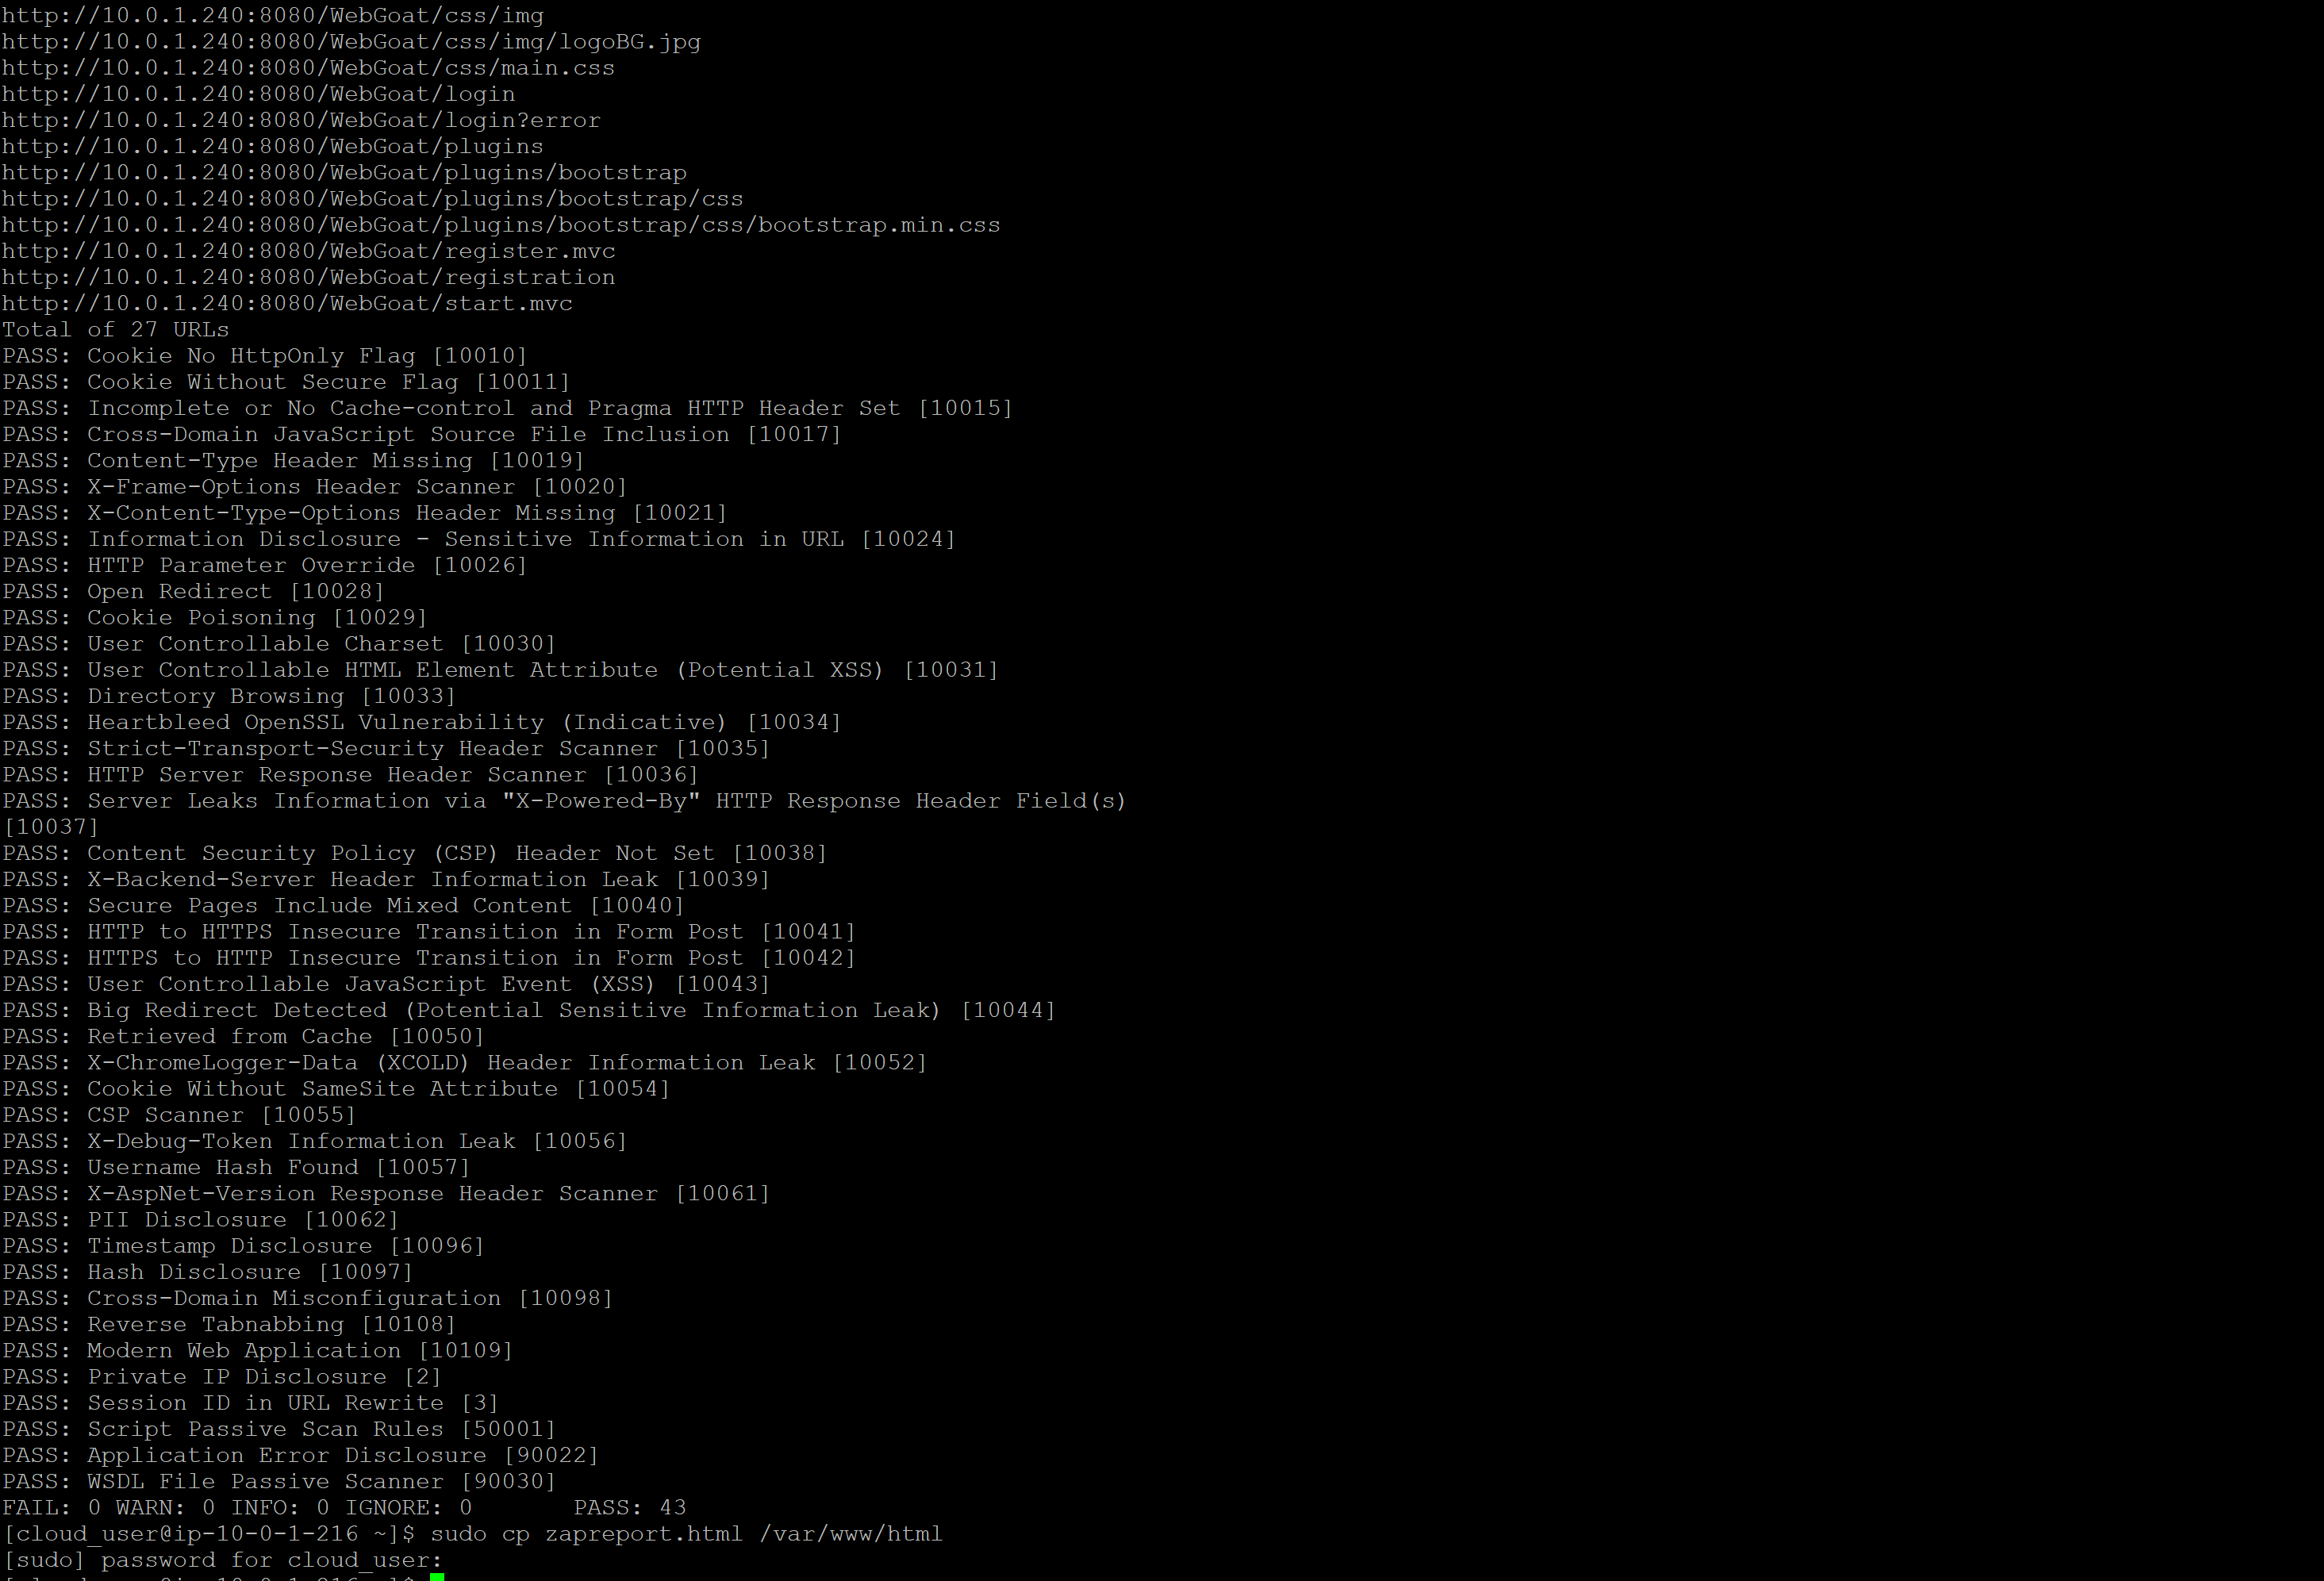 http://10.0.1.240:8080/WebGoat/css/img
http://10.0.1.240:8080/WebGoat/css/img/logoBG.jpg
http://10.0.1.240:8080/WebGoat/css/main.css
http://10.0.1.240:8080/WebGoat/login
http://10.0.1.240:8080/WebGoat/login?error
http://10.0.1.240:8080/WebGoat/plugins
http://10.0.1.240:8080/WebGoat/plugins/bootstrap
http://10.0.1.240:8080/WebGoat/plugins/bootstrap/css
http://10.0.1.240:8080/WebGoat/plugins/bootstrap/css/bootstrap.min.css
http://10.0.1.240:8080/WebGoat/register.mvc
http://10.0.1.240:8080/WebGoat/registration
http://10.0.1.240:8080/WebGoat/start.mvc
Total of 27 URLs
PASS: Cookie No HttpOnly Flag [10010]
PASS: Cookie Without Secure Flag [10011]
PASS: Incomplete or No Cache-control and Pragma HTTP Header Set [10015]
PASS: Cross-Domain JavaScript Source File Inclusion [10017]
PASS: Content-Type Header Missing [10019]
PASS: X-Frame-Options Header Scanner [10020]
PASS: X-Content-Type-Options Header Missing [10021]
PASS: Information Disclosure - Sensitive Information in URL [10024]
PASS: HTTP Parameter Override [10026]
PASS: Open Redirect [10028]
PASS: Cookie Poisoning [10029]
PASS: User Controllable Charset [10030]
PASS: User Controllable HTML Element Attribute (Potential XSS) [10031]
PASS: Directory Browsing [10033]
PASS: Heartbleed OpenSSL Vulnerability (Indicative) [10034]
PASS: Strict-Transport-Security Header Scanner [10035]
PASS: HTTP Server Response Header Scanner [10036]
PASS: Server Leaks Information via "X-Powered-By" HTTP Response Header Field(s)
[10037]
PASS: Content Security Policy (CSP) Header Not Set [10038]
PASS: X-Backend-Server Header Information Leak [10039]
PASS: Secure Pages Include Mixed Content [10040]
PASS: HTTP to HTTPS Insecure Transition in Form Post [10041]
PASS: HTTPS to HTTP Insecure Transition in Form Post [10042]
PASS: User Controllable JavaScript Event (XSS) [10043]
PASS: Big Redirect Detected (Potential Sensitive Information Leak) [10044]
PASS: Retrieved from Cache [10050]
PASS: X-ChromeLogger-Data (XCOLD) Header Information Leak [10052]
PASS: Cookie Without SameSite Attribute [10054]
PASS: CSP Scanner [10055]
PASS: X-Debug-Token Information Leak [10056]
PASS: Username Hash Found [10057]
PASS: X-AspNet-Version Response Header Scanner [10061]
PASS: PII Disclosure [10062]
PASS: Timestamp Disclosure [10096]
PASS: Hash Disclosure [10097]
PASS: Cross-Domain Misconfiguration [10098]
PASS: Reverse Tabnabbing [10108]
PASS: Modern Web Application [10109]
PASS: Private IP Disclosure [2]
PASS: Session ID in URL Rewrite [3]
PASS: Script Passive Scan Rules [50001]
PASS: Application Error Disclosure [90022]
PASS: WSDL File Passive Scanner [90030]
FAIL: 0 WARN: 0 INFO: 0 IGNORE: 0       PASS: 43
[cloud_user@ip-10-0-1-216 ~]$ sudo cp zapreport.html /var/www/html
[sudo] password for cloud_user: